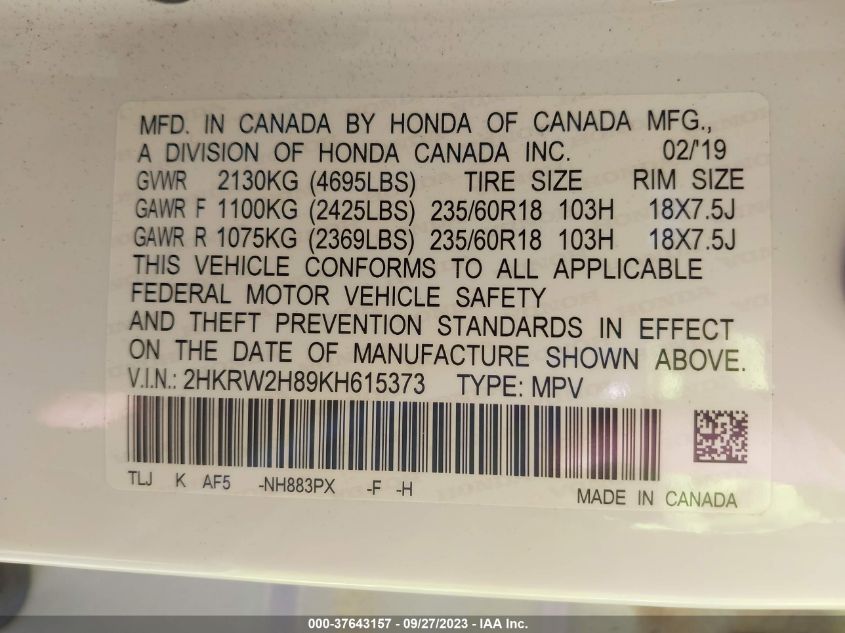 MFD. IN CANADA BY HONDA OF CANADA MFG.,
A DIVISION OF HONDA CANADA INC. 02/'19
GVWR 2130KG (4695LBS) TIRE SIZE RIM SIZE
GAWR F 1100KG (2425LBS) 235/60R18 103H 18X7.5J
GAWR R 1075KG (2369LBS) 235/60R18 103H 18X7.5J
THIS VEHICLE CONFORMS TO ALL APPLICABLE
FEDERAL MOTOR VEHICLE SAFETY
AND THEFT PREVENTION STANDARDS IN EFFECT
ON THE DATE OF MANUFACTURE SHOWN ABOVE.
V.I.N.: 2HKRW2H89KH615373 TYPE: MPV
TLJ K AF5 -NH883PX -F -H
MADE IN CANADA
000-37643157 - 09/27/2023 - IAA Inc.